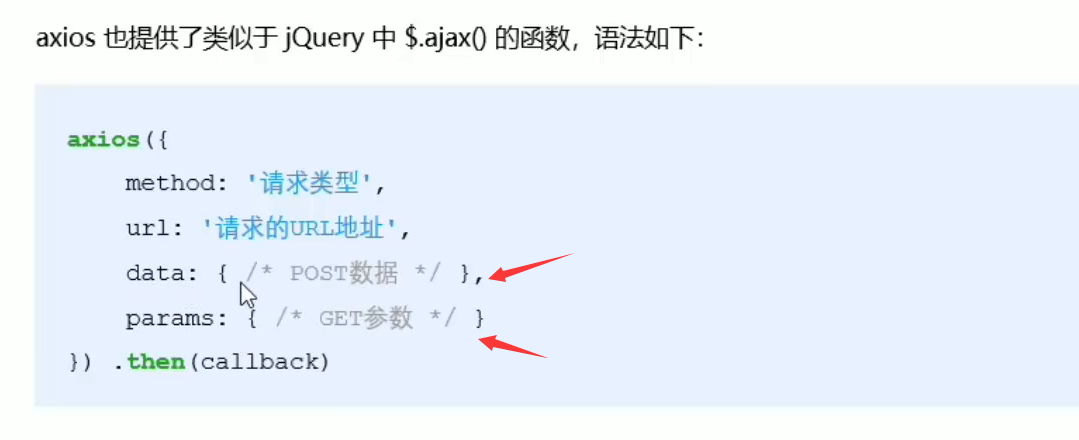 axios 也提供了类似于 jQuery 中 $.ajax() 的函数，语法如下：
axios({
method: '请求类型',
url: '请求的URL地址',
data: { /* POST数据 */ },
params: { /* GET参数 */ }
}) .then(callback)